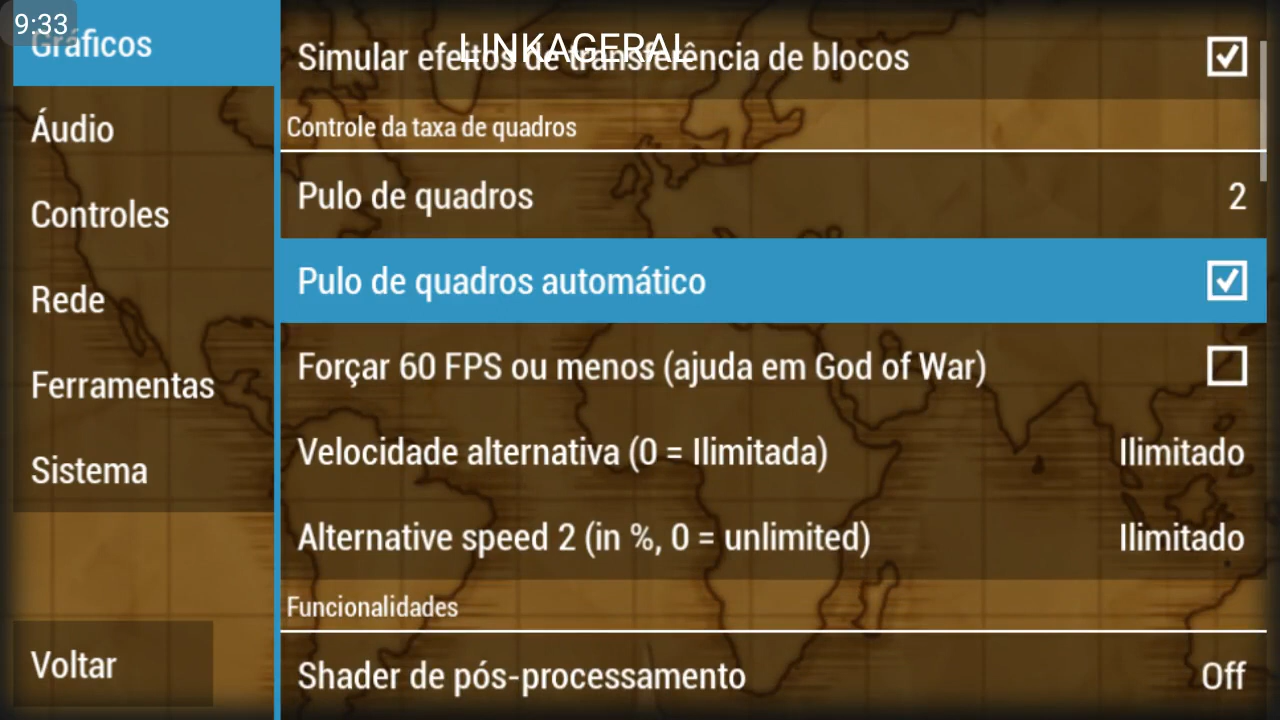 9:33
LINKAGERAL
Gráficos
Áudio
Controles
Rede
Ferramentas
Sistema
Voltar
Simular efeitos de transferência de blocos
Controle da taxa de quadros
Pulo de quadros 2
Pulo de quadros automático
Forçar 60 FPS ou menos (ajuda em God of War)
Velocidade alternativa (0 = Ilimitada) Ilimitado
Alternative speed 2 (in %, 0 = unlimited) Ilimitado
Funcionalidades
Shader de pós-processamento Off